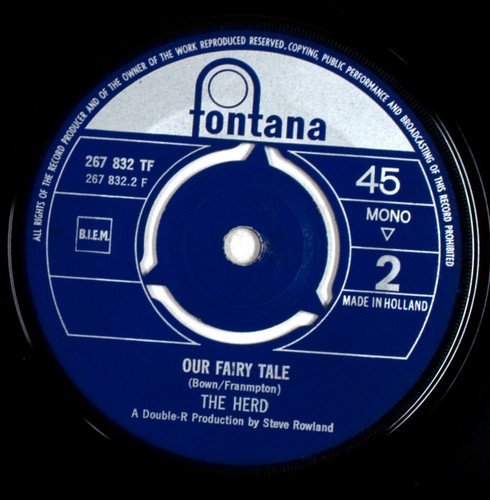 ALL RIGHTS OF THE RECORD PRODUCER AND OF THE OWNER OF THE WORK REPRODUCED RESERVED, COPYING, PUBLIC PERFORMANCE AND BROADCASTING OF THIS RECORD PROHIBITED
fontana
267 832 TF
267 832.2 F
45
MONO
B.I.E.M.
2
MADE IN HOLLAND
OUR FAIRY TALE
(Bown/Franmpton)
THE HERD
A Double-R Production by Steve Rowland